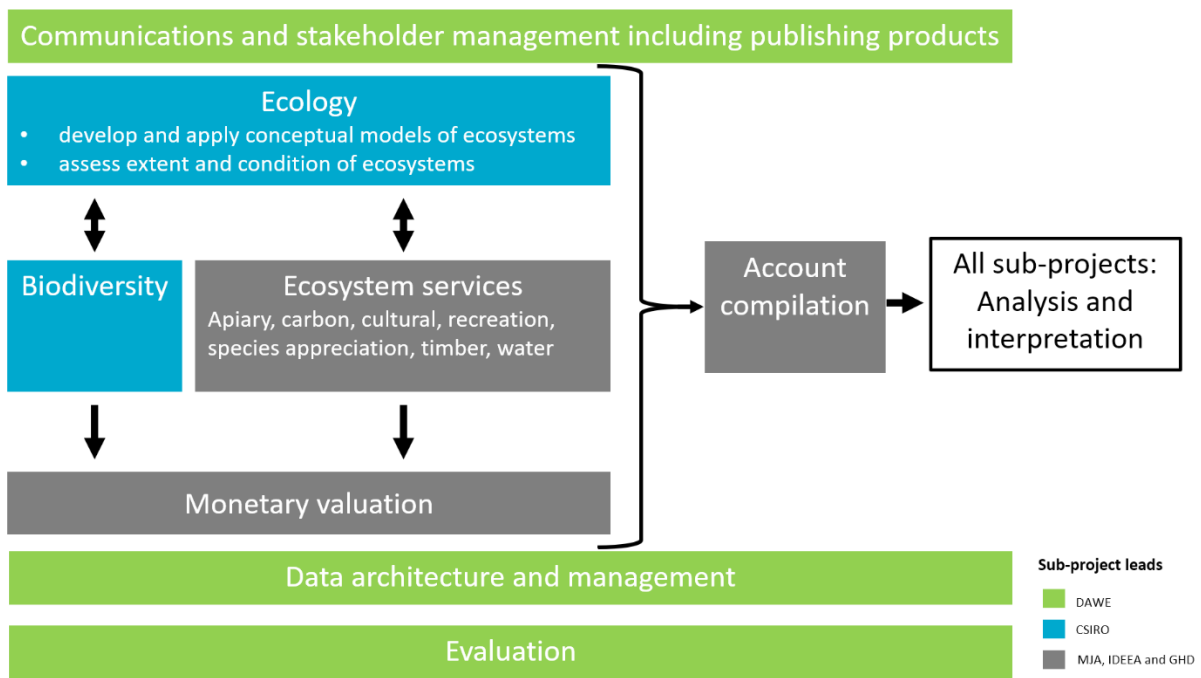 Communications and stakeholder management including publishing products
Ecology
• develop and apply conceptual models of ecosystems
• assess extent and condition of ecosystems
Biodiversity
Ecosystem services
Apiary, carbon, cultural, recreation,
species appreciation, timber, water
Monetary valuation
Account
compilation
All sub-projects:
Analysis and
interpretation
Data architecture and management
Evaluation
Sub-project leads
DAWE
CSIRO
MJA, IDEEA and GHD